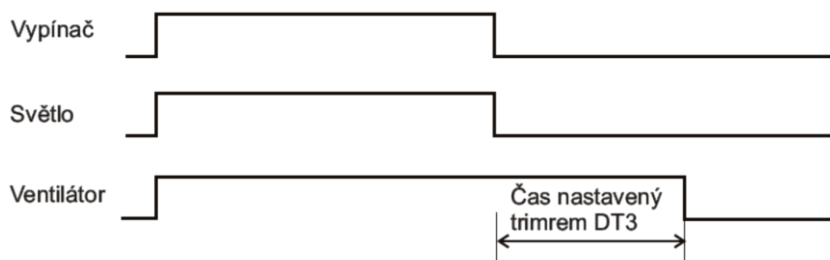 Vypínač
Světlo
Ventilátor
Čas nastavený
trimrem DT3